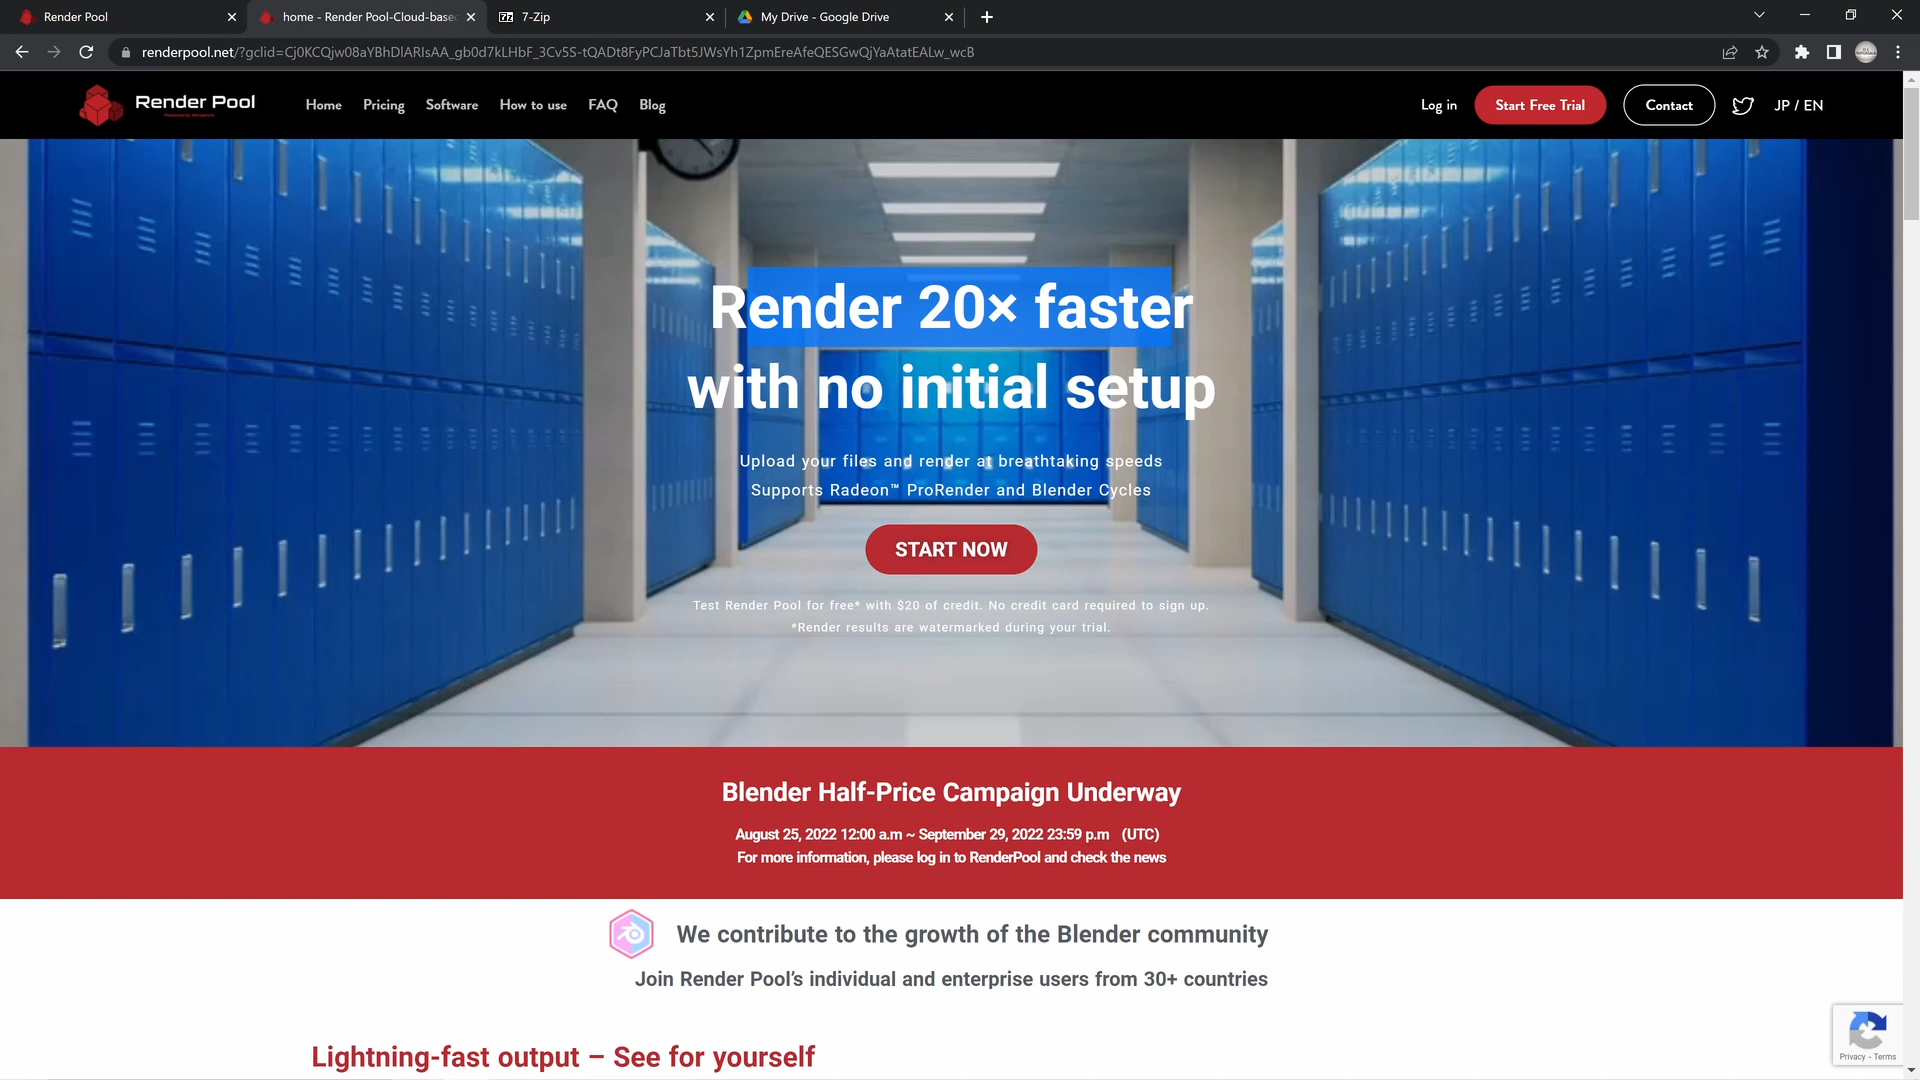 Render Pool
home - Render Pool-Cloud-base
7-Zip
My Drive - Google Drive
renderpool.net/?gclid=Cj0KCQjw08aYBhDlARIsAA_gb0d7kLHbF_3Cv5S-tQADt8FyPCJaTbt5JWsYh1ZpmEreAfeQESGwQjYaAtatEALw_wcB
Render Pool
Home Pricing Software How to use FAQ Blog
Log in Start Free Trial Contact JP / EN
Render 20× faster
with no initial setup
Upload your files and render at breathtaking speeds
Supports Radeon™ ProRender and Blender Cycles
START NOW
Test Render Pool for free* with $20 of credit. No credit card required to sign up.
*Render results are watermarked during your trial.
Blender Half-Price Campaign Underway
August 25, 2022 12:00 a.m ~ September 29, 2022 23:59 p.m (UTC)
For more information, please log in to RenderPool and check the news
We contribute to the growth of the Blender community
Join Render Pool’s individual and enterprise users from 30+ countries
Lightning-fast output – See for yourself
Privacy - Terms